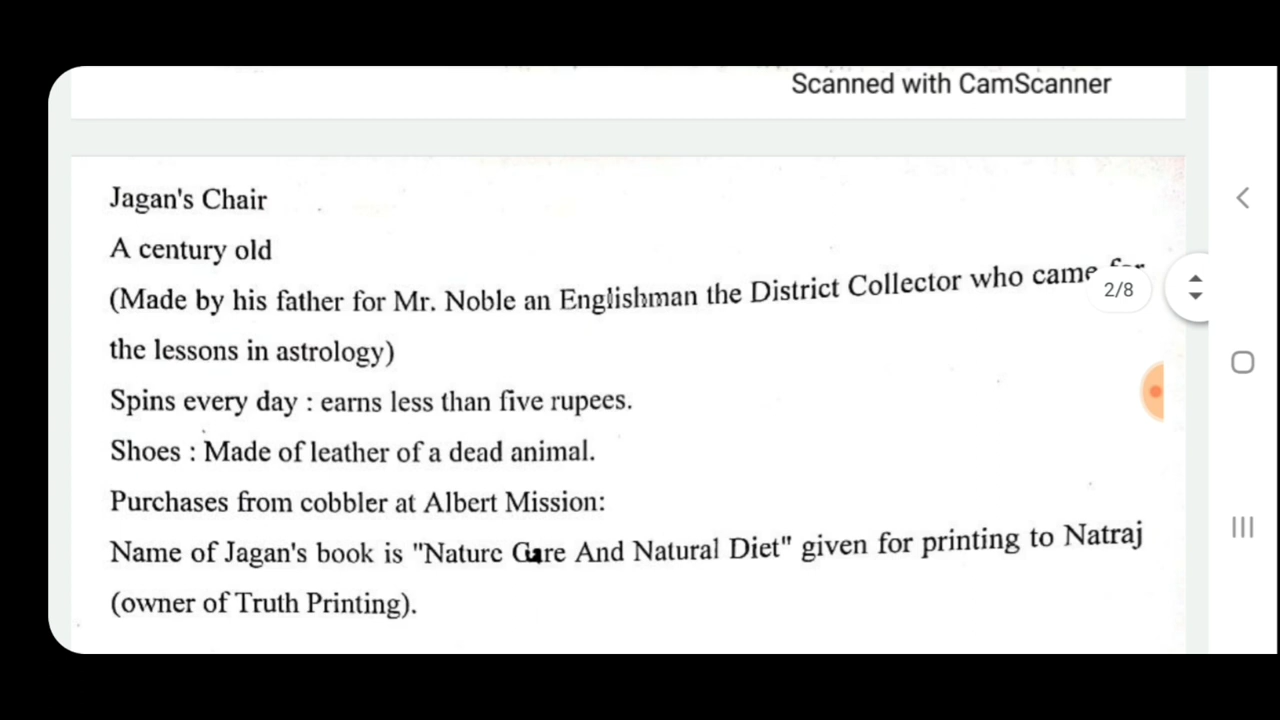 Scanned with CamScanner
Jagan's Chair
A century old
(Made by his father for Mr. Noble an Englishman the District Collector who came for
2/8
the lessons in astrology)
Spins every day : earns less than five rupees.
Shoes : Made of leather of a dead animal.
Purchases from cobbler at Albert Mission:
Name of Jagan's book is "Nature Cure And Natural Diet" given for printing to Natraj
(owner of Truth Printing).